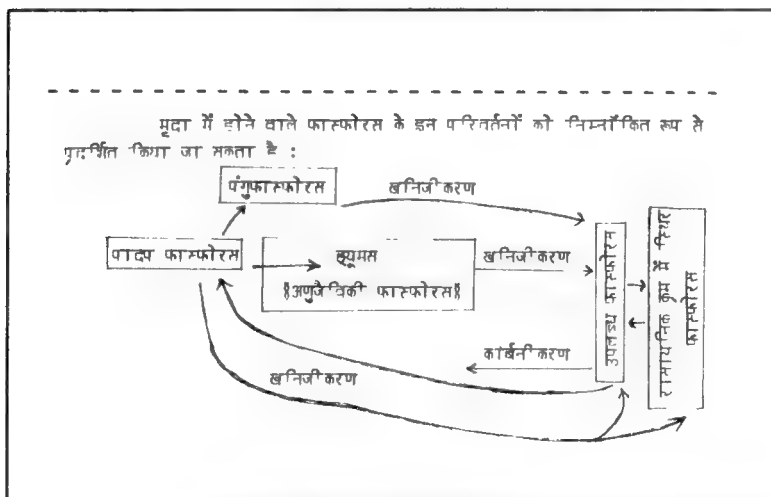 मृदा में होने वाले फास्फोरस के इन परिवर्तनों को निम्नांकित रूप से
प्रदर्शित किया जा सकता है :
पंगुफास्फोरस
खनिजीकरण
पादप फास्फोरस
ह्यूमस
खनिजीकरण
§अणुजैविकी फास्फोरस§
उपलब्ध फास्फोरस
रासायनिक रूम में स्थिर
फास्फोरस
कार्बनीकरण
खनिजीकरण